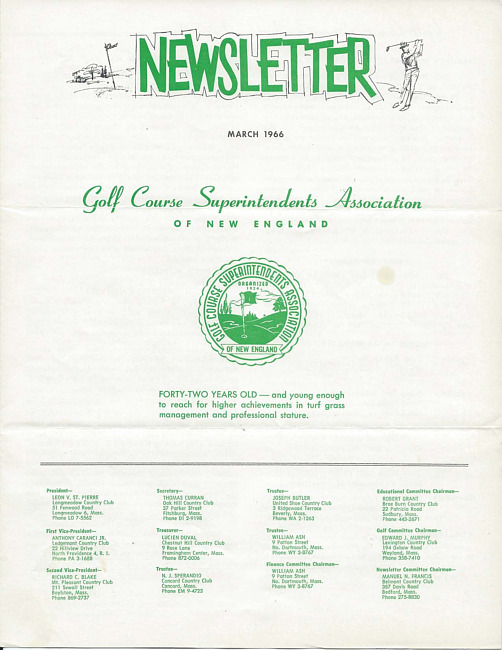 NEWSLETTER
MARCH 1966
Golf Course Superintendents Association
OF NEW ENGLAND
GOLF COURSE SUPERINTENDENTS ASSOCIATION
ORGANIZED
1924
OF NEW ENGLAND
FORTY-TWO YEARS OLD — and young enough
to reach for higher achievements in turf grass
management and professional stature.
President—
LEON V. ST. PIERRE
Longmeadow Country Club
51 Fenwood Road
Longmeadow 6, Mass.
Phone LO 7-5562
First Vice-President—
ANTHONY CARANCI JR.
Ledgemont Country Club
22 Hillview Drive
North Providence 4, R. I.
Phone PA 3-1688
Second Vice-President—
RICHARD C. BLAKE
Mt. Pleasant Country Club
211 Sewall Street
Boylston, Mass.
Phone 869-2737
Secretary—
THOMAS CURRAN
Oak Hill Country Club
37 Parker Street
Fitchburg, Mass.
Phone DI 2-9198
Treasurer—
LUCIEN DUVAL
Chestnut Hill Country Club
9 Rose Lane
Framingham Center, Mass.
Phone 872-0006
Trustee—
N. J. SPERANDIO
Concord Country Club
Concord, Mass.
Phone EM 9-4723
Trustee—
JOSEPH BUTLER
United Shoe Country Club
3 Ridgewood Terrace
Beverly, Mass.
Phone WA 2-1263
Trustee—
WILLIAM ASH
9 Patton Street
No. Dartmouth, Mass.
Phone WY 3-8767
Finance Committee Chairman—
WILLIAM ASH
9 Patton Street
No. Dartmouth, Mass.
Phone WY 3-8767
Educational Committee Chairman—
ROBERT GRANT
Brae Burn Country Club
22 Patricia Road
Sudbury, Mass.
Phone 443-2671
Golf Committee Chairman—
EDWARD J. MURPHY
Lexington Country Club
194 Oxbow Road
Wayland, Mass.
Phone 358-7410
Newsletter Committee Chairman—
MANUEL N. FRANCIS
Belmont Country Club
387 Davis Road
Bedford, Mass.
Phone 275-8830